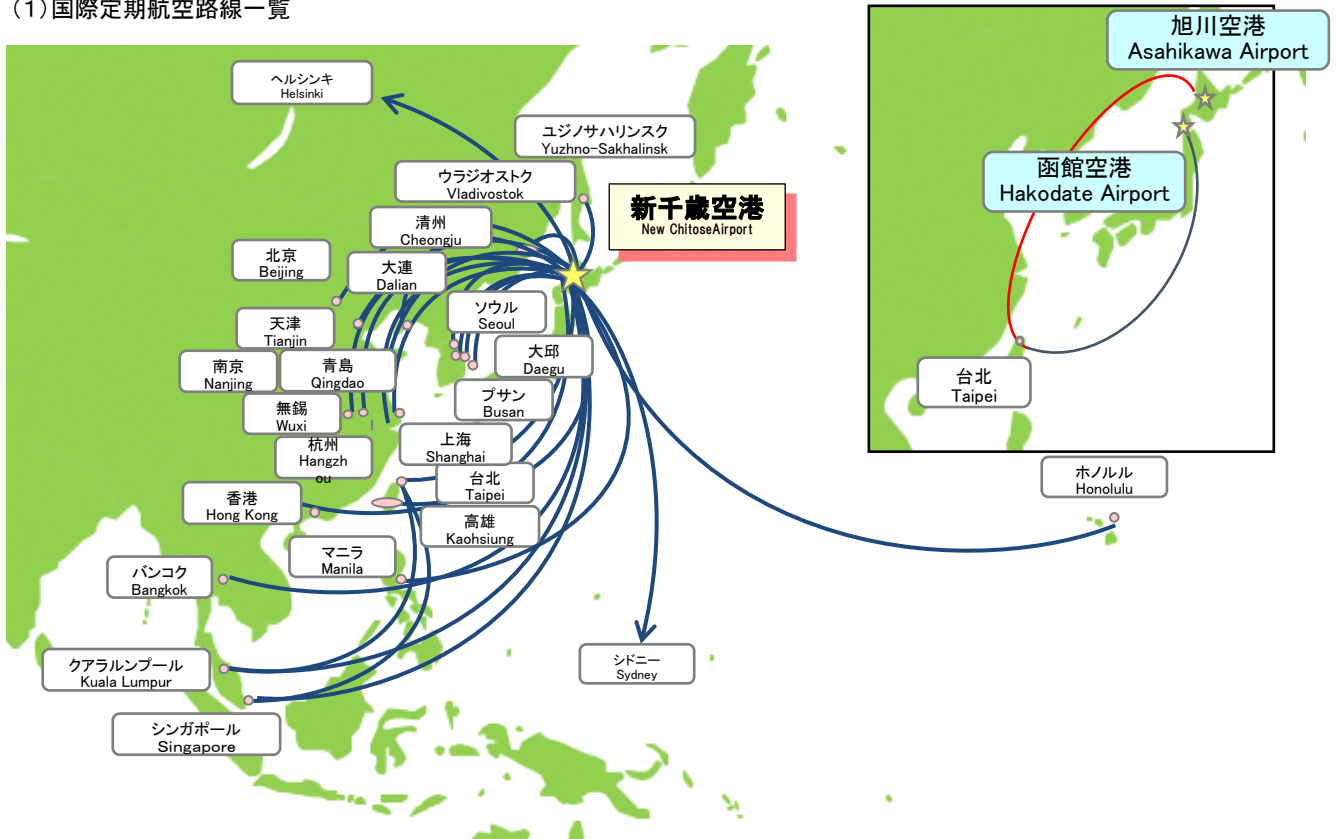 （1）国際定期航空路線一覧
旭川空港
Asahikawa Airport
ヘルシンキ
Helsinki
ユジノサハリンスク
Yuzhno-Sakhalinsk
ウラジオストク
Vladivostok
函館空港
Hakodate Airport
新千歳空港
New ChitoseAirport
清州
Cheongju
北京
Beijing
大連
Dalian
ソウル
Seoul
天津
Tianjin
大邱
Daegu
南京
Nanjing
青島
Qingdao
台北
Taipei
プサン
Busan
無錫
Wuxi
杭州
Hangzh
ou
上海
Shanghai
台北
Taipei
ホノルル
Honolulu
香港
Hong Kong
高雄
Kaohsiung
マニラ
Manila
バンコク
Bangkok
シドニー
Sydney
クアラルンプール
Kuala Lumpur
シンガポール
Singapore